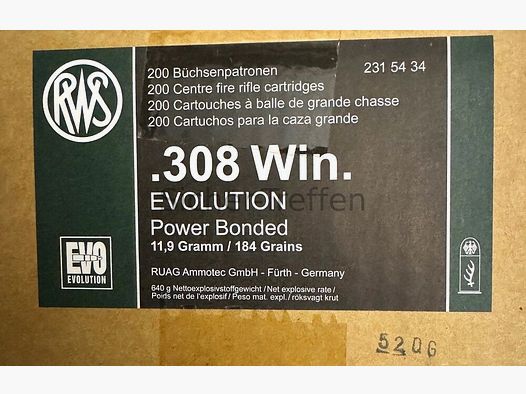 RWS
200 Büchsenpatronen
231 54 34
200 Centre fire rifle cartridges
200 Cartouches à balle de grande chasse
200 Cartuchos para la caza grande
.308 Win.
EVOLUTION
Power Bonded
11,9 Gramm / 184 Grains
EVO
EVOLUTION
RUAG Ammotec GmbH - Fürth - Germany
640 g Nettoexplosivstoffgewicht / Net explosive rate /
Poids net de l'explosif / Peso mat. expl. / röksvagt krut
5206